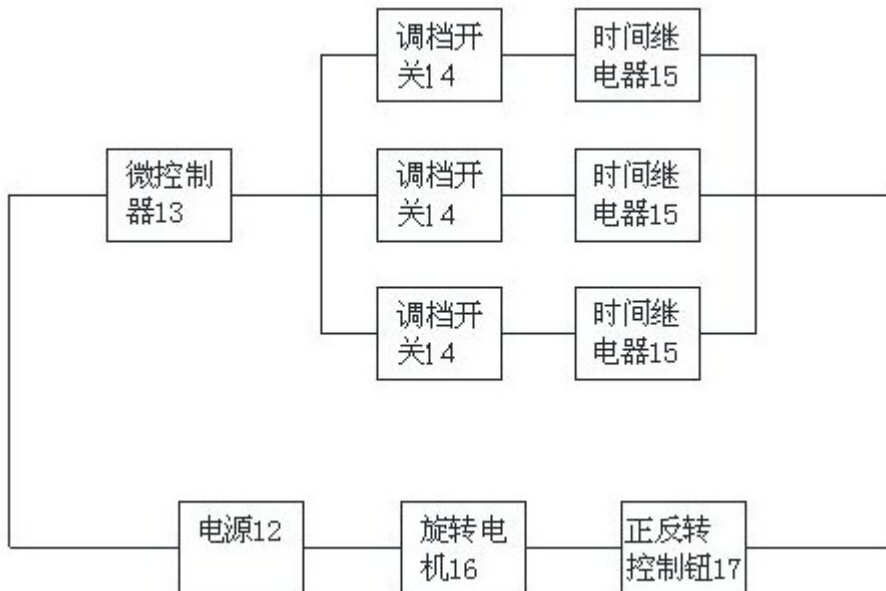 调档开
关14
时间继
电器15
微控制
器13
调档开
关14
时间继
电器15
调档开
关14
时间继
电器15
电源12
旋转电
机16
正反转
控制钮17